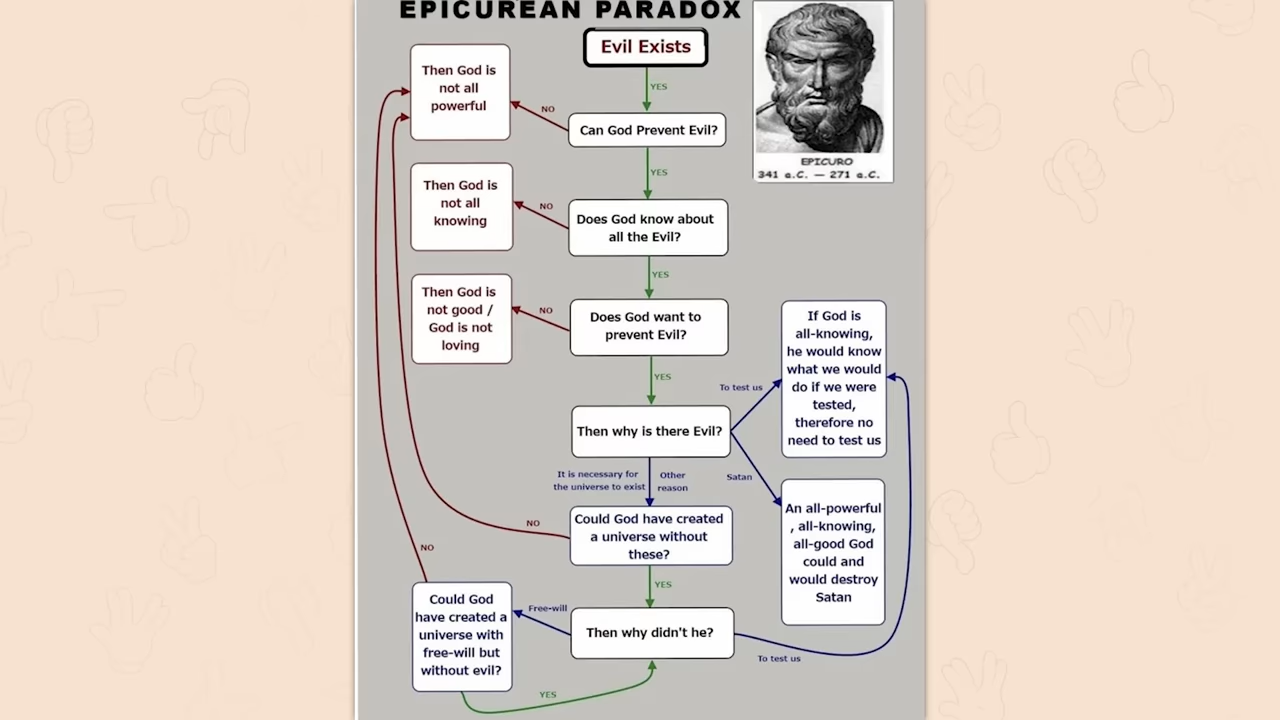 EPICUREAN PARADOX
Evil Exists
YES
Then God is
not all
powerful
NO
Can God Prevent Evil?
EPICURO
341 a.C. — 271 a.C.
YES
Then God is
not all
knowing
NO
Does God know about
all the Evil?
YES
Then God is
not good /
God is not
loving
NO
Does God want to
prevent Evil?
YES
To test us
If God is
all-knowing,
he would know
what we would
do if we were
tested,
therefore no
need to test us
Then why is there Evil?
It is necessary for
the universe to exist
Other
reason
Satan
An all-powerful
, all-knowing,
all-good God
could and
would destroy
Satan
NO
Could God have created
a universe without
these?
YES
NO
Could God
have created a
universe with
free-will but
without evil?
Free-will
Then why didn't he?
To test us
YES